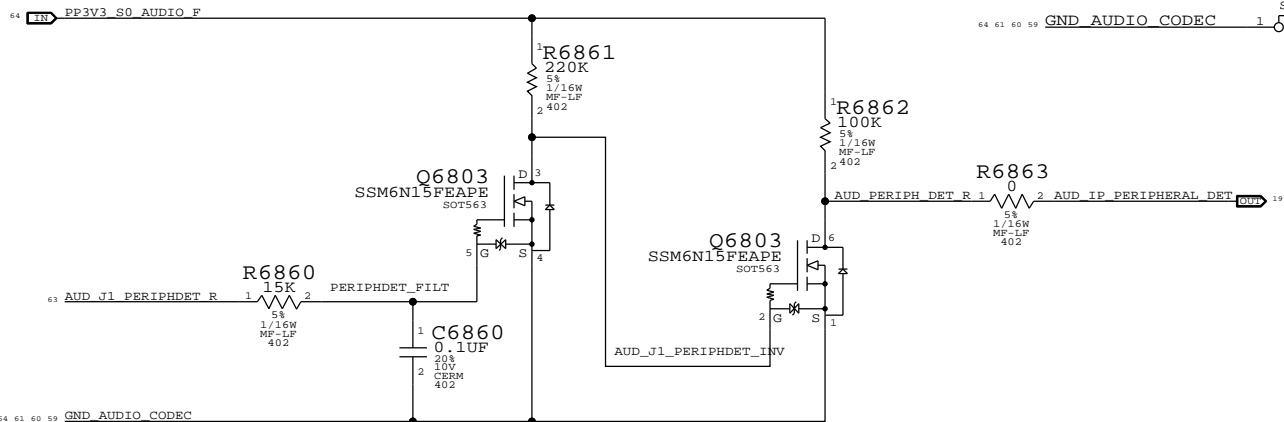 64 IN PP3V3_S0_AUDIO_F
64 61 60 59 GND_AUDIO_CODEC 1
S
1
R6861
220K
5%
1/16W
MF-LF
2 402
1
R6862
100K
5%
1/16W
MF-LF
2 402
Q6803
SSM6N15FEAPE
SOT563
D 3
5 G S 4
R6863
0
AUD_PERIPH_DET_R 1 2 AUD_IP_PERIPHERAL_DET OUT 19
5%
1/16W
MF-LF
402
Q6803
SSM6N15FEAPE
SOT563
D 6
2 G S 1
R6860
15K
63 AUD_J1_PERIPHDET_R 1 2
5%
1/16W
MF-LF
402
PERIPHDET_FILT
1
C6860
0.1UF
20%
10V
2 CERM
402
AUD_J1_PERIPHDET_INV
64 61 60 59 GND_AUDIO_CODEC